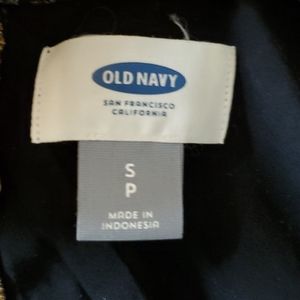 OLD NAVY
SAN FRANCISCO
CALIFORNIA
S
P
MADE IN
INDONESIA